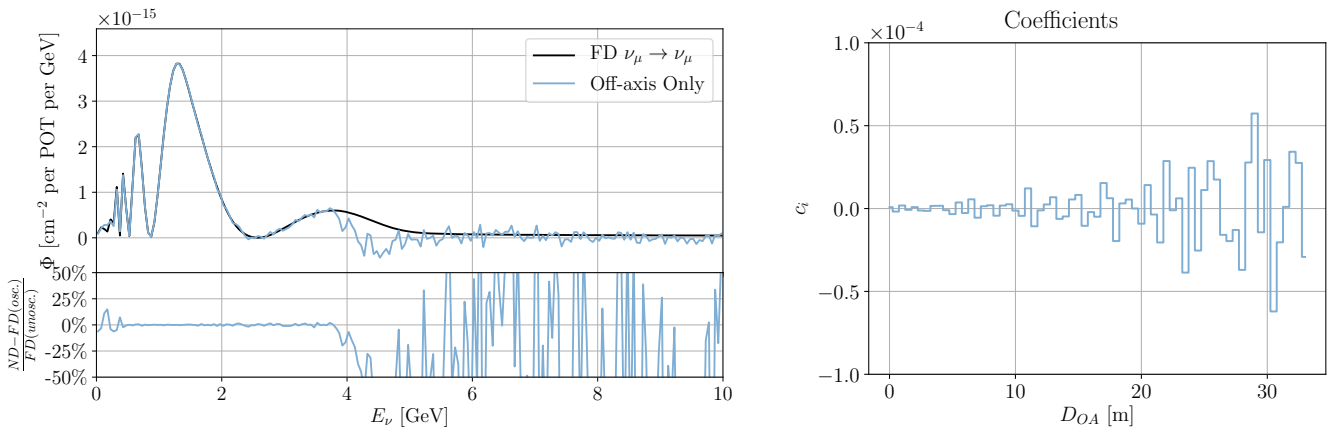 ×10⁻¹⁵
Φ [cm⁻² per POT per GeV]
4
3
2
1
0
FD ν_μ → ν_μ
Off-axis Only
ND−FD(osc.)
FD(unosc.)
50%
25%
0%
-25%
-50%
0 2 4 6 8 10
E_ν [GeV]
Coefficients
×10⁻⁴
c_i
1.0
0.5
0.0
−0.5
−1.0
0 10 20 30
D_OA [m]